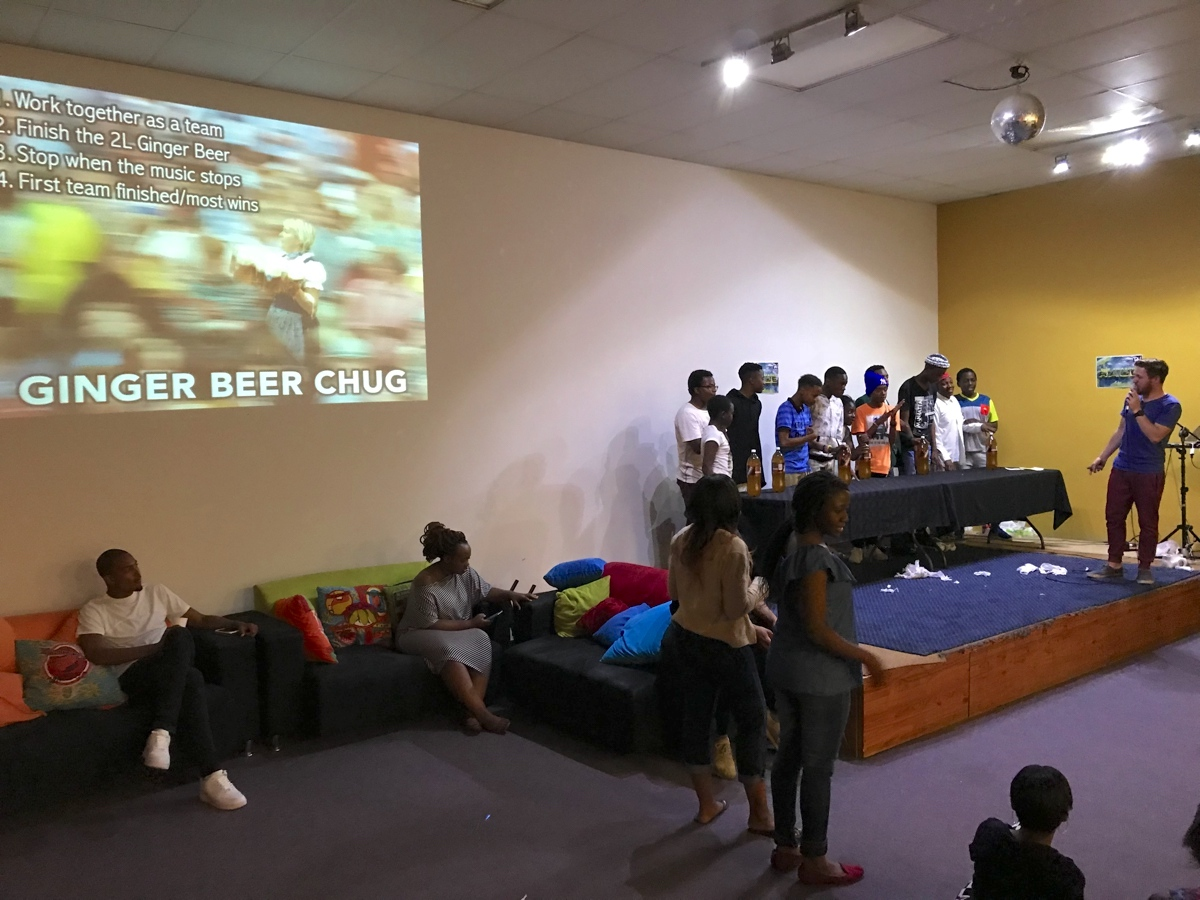 1. Work together as a team
2. Finish the 2L Ginger Beer
3. Stop when the music stops
4. First team finished/most wins
GINGER BEER CHUG